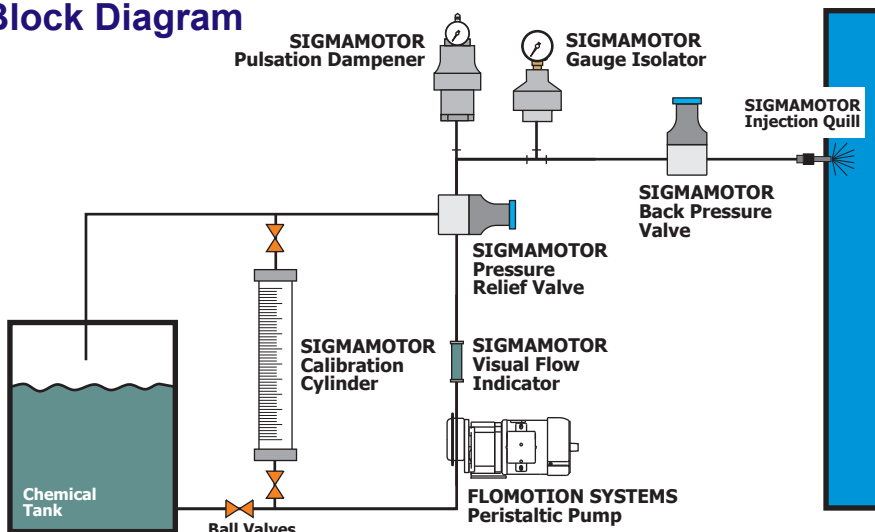 Block Diagram
SIGMAMOTOR
Pulsation Dampener
SIGMAMOTOR
Gauge Isolator
SIGMAMOTOR
Injection Quill
SIGMAMOTOR
Back Pressure
Valve
SIGMAMOTOR
Pressure
Relief Valve
SIGMAMOTOR
Calibration
Cylinder
SIGMAMOTOR
Visual Flow
Indicator
Chemical
Tank
FLOMOTION SYSTEMS
Peristaltic Pump
Ball Valves